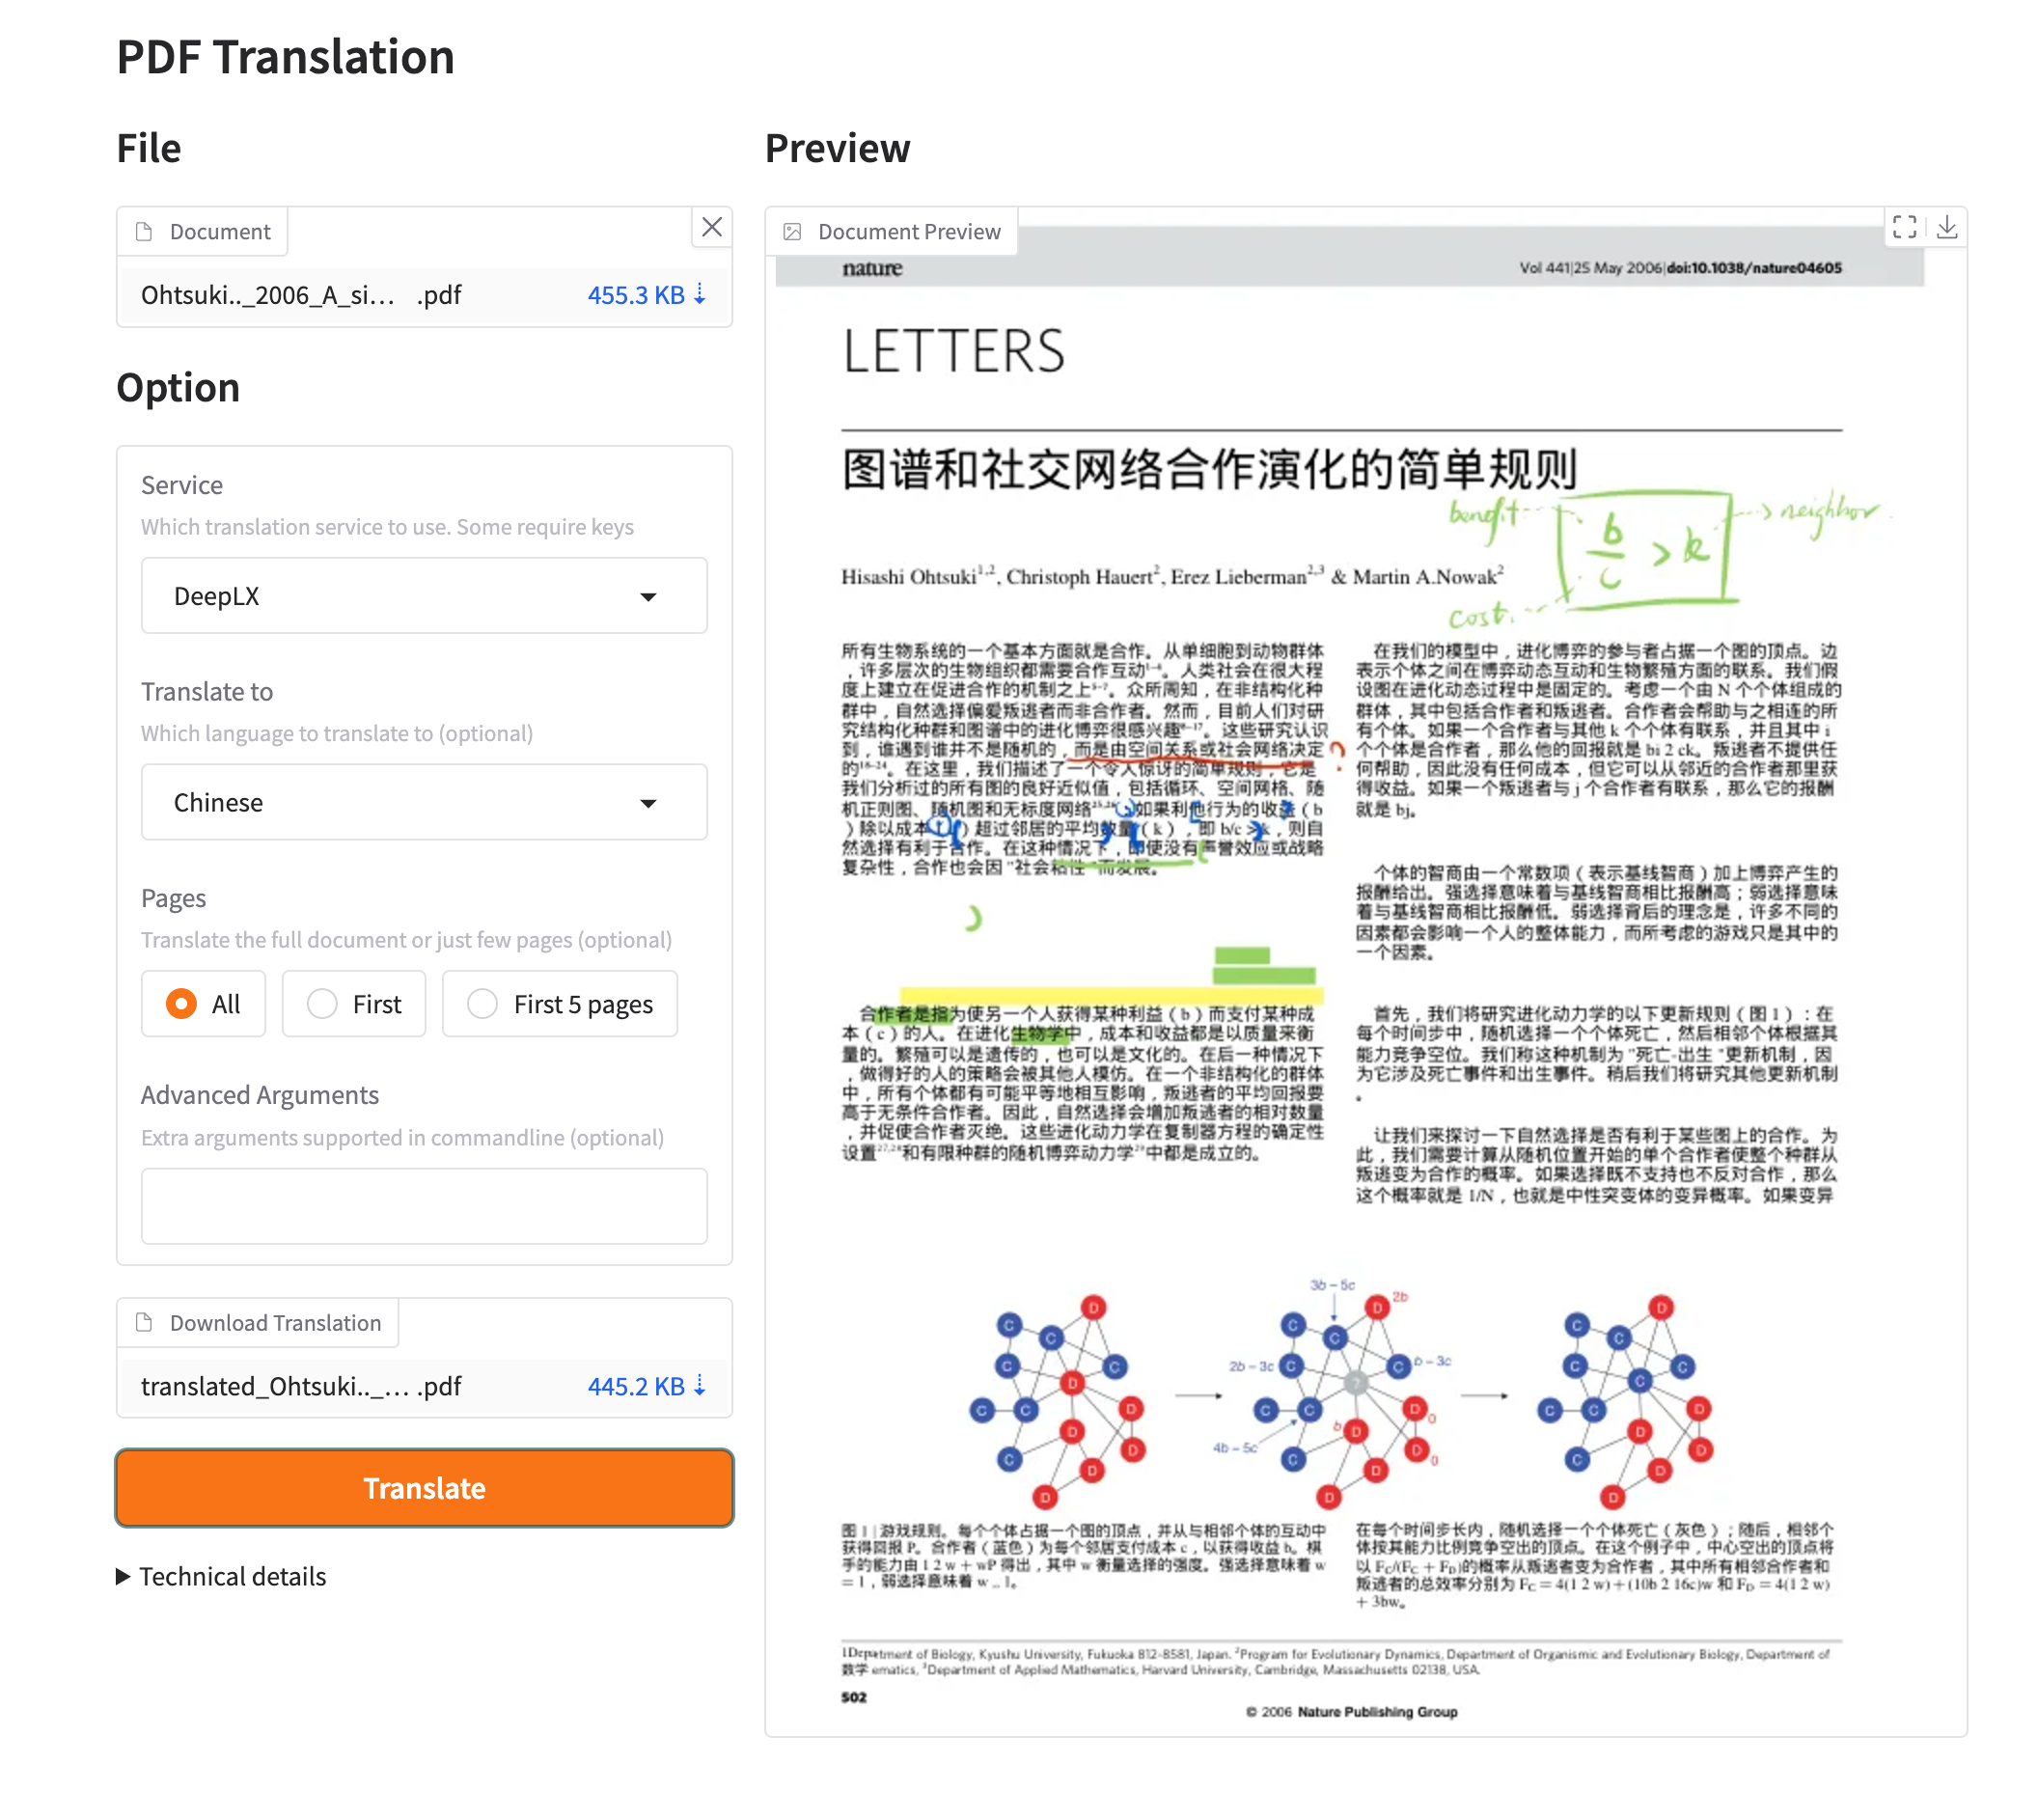 PDF Translation
File
Document
Ohtsuki.._2006_A_si... .pdf
455.3 KB ⇣
Option
Service
Which translation service to use. Some require keys
DeepLX
Translate to
Which language to translate to (optional)
Chinese
Pages
Translate the full document or just few pages (optional)
All
First
First 5 pages
Advanced Arguments
Extra arguments supported in commandline (optional)
Download Translation
translated_Ohtsuki.._... .pdf
445.2 KB ⇣
Translate
Technical details
Preview
Document Preview
nature
Vol 441|25 May 2006|doi:10.1038/nature04605
LETTERS
图谱和社交网络合作演化的简单规则
benefit
b/c > k
neighbor
cost
Hisashi Ohtsuki1,2, Christoph Hauert2, Erez Lieberman2,3 & Martin A.Nowak2
所有生物系统的一个基本方面就是合作。从单细胞到动物群体
，许多层次的生物组织都需要合作互动1-4。人类社会在很大程
度上建立在促进合作的机制之上5-7。众所周知，在非结构化种
群中，自然选择偏爱叛逃者而非合作者。然而，目前人们对研
究结构化种群和图谱中的进化博弈很感兴趣8-17。这些研究认识
到，谁遇到谁并不是随机的，而是由空间关系或社会网络决定
的18-24。在这里，我们描述了一个令人惊讶的简单规则，它是
我们分析过的所有图的良好近似值，包括循环、空间网格、随
机正则图、随机图和无标度网络25,26。如果利他行为的收益（b
）除以成本（c）超过邻居的平均数量（k），即 b/c > k，则自
然选择有利于合作。在这种情况下，即使没有声誉效应或战略
复杂性，合作也会因 "社会粘性 "而发展。
合作者是指为使另一个人获得某种利益（b）而支付某种成
本（c）的人。在进化生物学中，成本和收益都是以质量来衡
量的。繁殖可以是遗传的，也可以是文化的。在后一种情况下
，做得好的人的策略会被其他人模仿。在一个非结构化的群体
中，所有个体都有可能平等地相互影响，叛逃者的平均回报要
高于无条件合作者。因此，自然选择会增加叛逃者的相对数量
，并促使合作者灭绝。这些进化动力学在复制器方程的确定性
设置27,28和有限种群的随机博弈动力学29中都是成立的。
在我们的模型中，进化博弈的参与者占据一个图的顶点。边
表示个体之间在博弈动态互动和生物繁殖方面的联系。我们假
设图在进化动态过程中是固定的。考虑一个由 N 个个体组成的
群体，其中包括合作者和叛逃者。合作者会帮助与之相连的所
有个体。如果一个合作者与其他 k 个个体有联系，并且其中 i
个个体是合作者，那么他的回报就是 bi 2 ck。叛逃者不提供任
何帮助，因此没有任何成本，但它可以从邻近的合作者那里获
得收益。如果一个叛逃者与 j 个合作者有联系，那么它的报酬
就是 bj。
个体的智商由一个常数项（表示基线智商）加上博弈产生的
报酬给出。强选择意味着与基线智商相比报酬高；弱选择意味
着与基线智商相比报酬低。弱选择背后的理念是，许多不同的
因素都会影响一个人的整体能力，而所考虑的游戏只是其中的
一个因素。
首先，我们将研究进化动力学的以下更新规则（图 1）：在
每个时间步中，随机选择一个个体死亡，然后相邻个体根据其
能力竞争空位。我们称这种机制为 "死亡-出生 "更新机制，因
为它涉及死亡事件和出生事件。稍后我们将研究其他更新机制
。
让我们来探讨一下自然选择是否有利于某些图上的合作。为
此，我们需要计算从随机位置开始的单个合作者使整个种群从
叛逃变为合作的概率。如果选择既不支持也不反对合作，那么
这个概率就是 1/N，也就是中性突变体的变异概率。如果变异
C C D C C D C C D D C D D D
3b – 5c
2b
2b – 3c
b – 3c
4b – 5c
b
0
0
C C D C C ? C C D D C D D D
C C D C C C C C D D C D D D
图 1 | 游戏规则。每个个体占据一个图的顶点，并从与相邻个体的互动中
获得回报 P。合作者（蓝色）为每个邻居支付成本 c，以获得收益 b。棋
手的能力由 1 2 w + wP 得出，其中 w 衡量选择的强度。强选择意味着 w
= 1，弱选择意味着 w .. 1。
在每个时间步长内，随机选择一个个体死亡（灰色）；随后，相邻个
体按其能力比例竞争空出的顶点。在这个例子中，中心空出的顶点将
以 FC/(FC + FD)的概率从叛逃者变为合作者，其中所有相邻合作者和
叛逃者的总效率分别为 FC = 4(1 2 w) + (10b 2 16c)w 和 FD = 4(1 2 w)
+ 3bw。
1Department of Biology, Kyushu University, Fukuoka 812-8581, Japan. 2Program for Evolutionary Dynamics, Department of Organismic and Evolutionary Biology, Department of
数学 ematics, 3Department of Applied Mathematics, Harvard University, Cambridge, Massachusetts 02138, USA.
502
© 2006 Nature Publishing Group